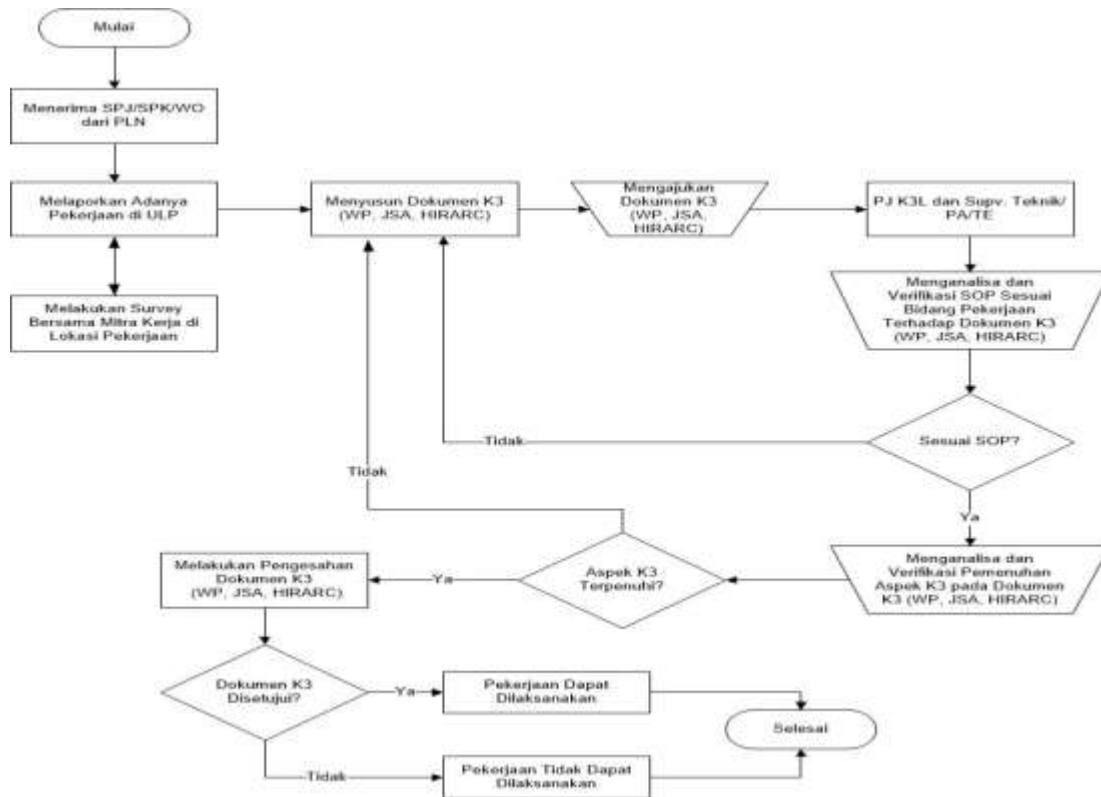 Mulai
Menerima SPJ/SPK/WO
dari PLN
Melaporkan Adanya
Pekerjaan di ULP
Melakukan Survey
Bersama Mitra Kerja di
Lokasi Pekerjaan
Menyusun Dokumen K3
(WP, JSA, HIRARC)
Mengajukan
Dokumen K3
(WP, JSA,
HIRARC)
PJ K3L dan Supv. Teknik/
PA/TE
Menganalisa dan
Verifikasi SOP Sesuai
Bidang Pekerjaan
Terhadap Dokumen K3
(WP, JSA, HIRARC)
Sesuai SOP?
Tidak
Ya
Menganalisa dan
Verifikasi Pemenuhan
Aspek K3 pada Dokumen
K3 (WP, JSA, HIRARC)
Aspek K3
Terpenuhi?
Tidak
Ya
Melakukan Pengesahan
Dokumen K3
(WP, JSA, HIRARC)
Dokumen K3
Disetujui?
Ya
Pekerjaan Dapat
Dilaksanakan
Tidak
Pekerjaan Tidak Dapat
Dilaksanakan
Selesai